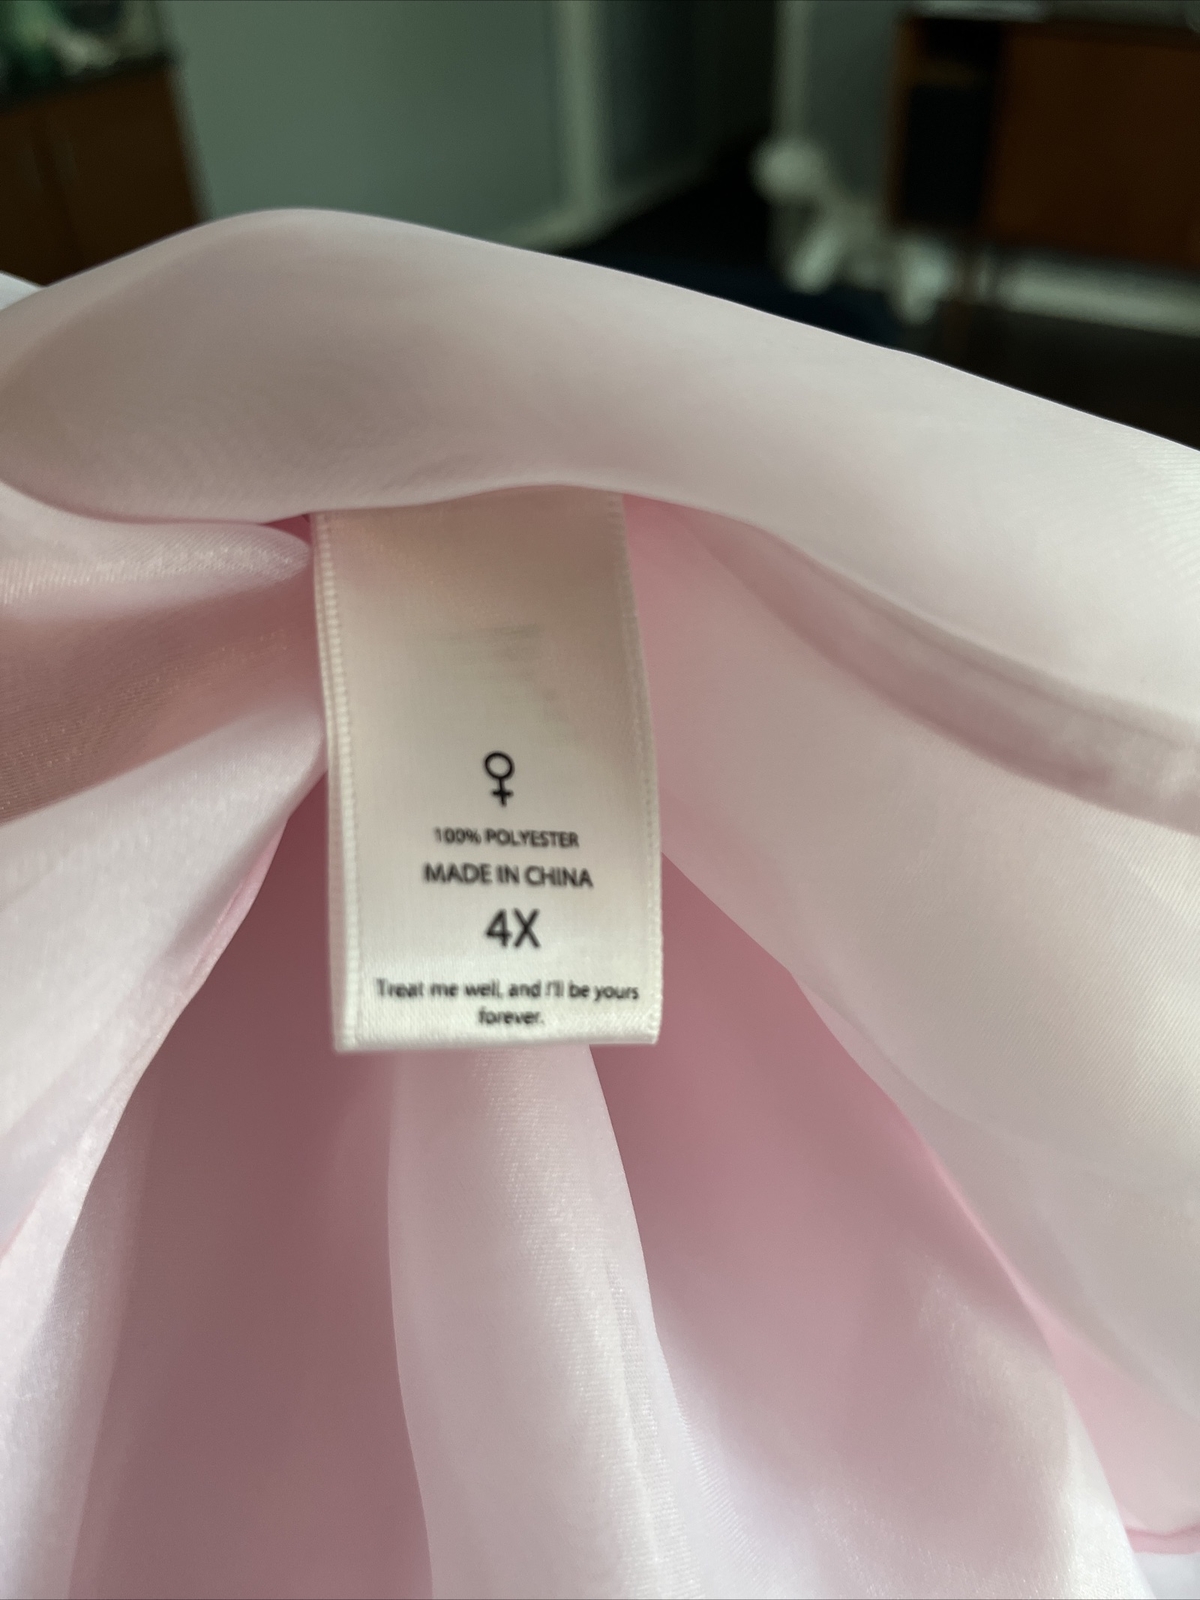 ♀
100% POLYESTER
MADE IN CHINA
4X
Treat me well, and I'll be yours
forever.